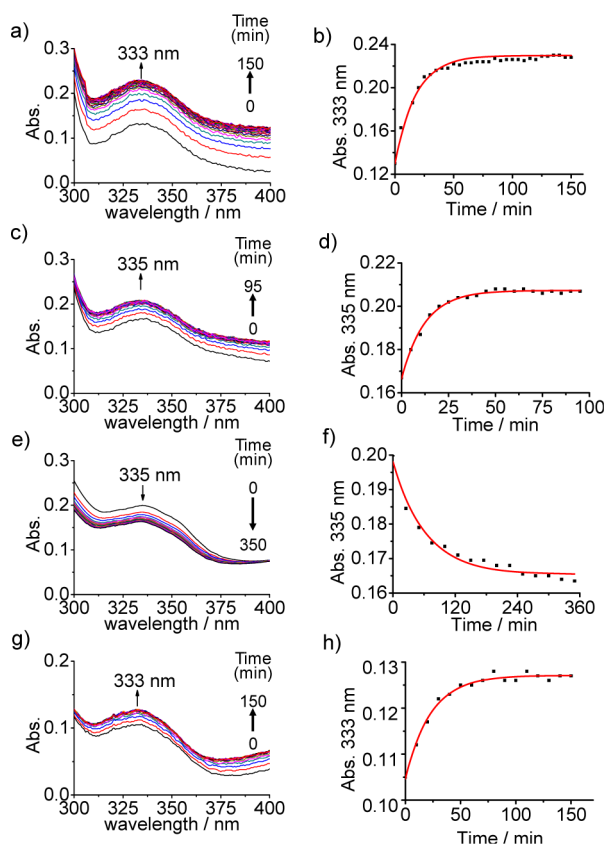 a)
0.3
0.2
0.1
0.0
Abs.
333 nm
Time
(min)
150
0
300 325 350 375 400
wavelength / nm
b)
0.24
0.20
0.16
0.12
Abs. 333 nm
0 50 100 150
Time / min
c)
0.3
0.2
0.1
0.0
Abs.
335 nm
Time
(min)
95
0
300 325 350 375 400
wavelength / nm
d)
0.22
0.20
0.18
0.16
Abs. 335 nm
0 25 50 75 100
Time / min
e)
0.3
0.2
0.1
0.0
Abs.
335 nm
Time
(min)
0
350
300 325 350 375 400
wavelength / nm
f)
0.20
0.19
0.18
0.17
0.16
Abs. 335 nm
0 120 240 360
Time / min
g)
0.2
0.1
0.0
Abs.
333 nm
Time
(min)
150
0
300 325 350 375 400
wavelength / nm
h)
0.13
0.12
0.11
0.10
Abs. 333 nm
0 50 100 150
Time / min